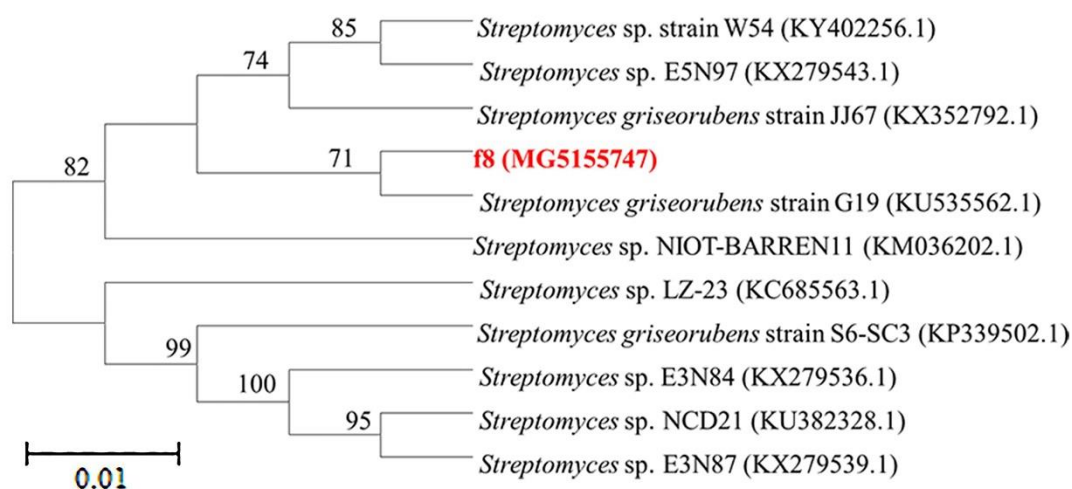 85
Streptomyces sp. strain W54 (KY402256.1)
74
Streptomyces sp. E5N97 (KX279543.1)
Streptomyces griseorubens strain JJ67 (KX352792.1)
82
71
f8 (MG5155747)
Streptomyces griseorubens strain G19 (KU535562.1)
Streptomyces sp. NIOT-BARREN11 (KM036202.1)
Streptomyces sp. LZ-23 (KC685563.1)
99
Streptomyces griseorubens strain S6-SC3 (KP339502.1)
100
Streptomyces sp. E3N84 (KX279536.1)
95
Streptomyces sp. NCD21 (KU382328.1)
Streptomyces sp. E3N87 (KX279539.1)
0.01